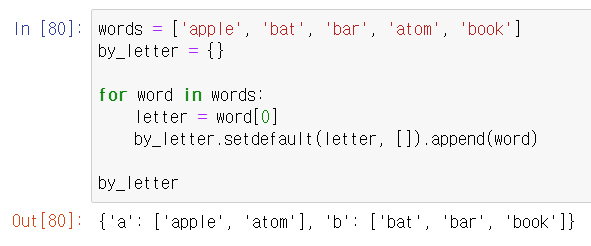 In [80]: words = ['apple', 'bat', 'bar', 'atom', 'book']
by_letter = {}
for word in words:
    letter = word[0]
    by_letter.setdefault(letter, []).append(word)
by_letter
Out[80]: {'a': ['apple', 'atom'], 'b': ['bat', 'bar', 'book']}